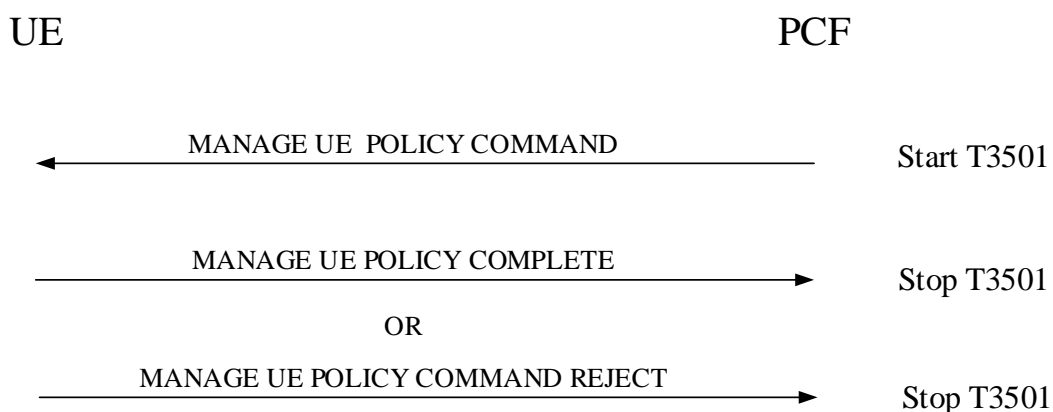 UE
PCF
MANAGE UE POLICY COMMAND
Start T3501
MANAGE UE POLICY COMPLETE
Stop T3501
OR
MANAGE UE POLICY COMMAND REJECT
Stop T3501